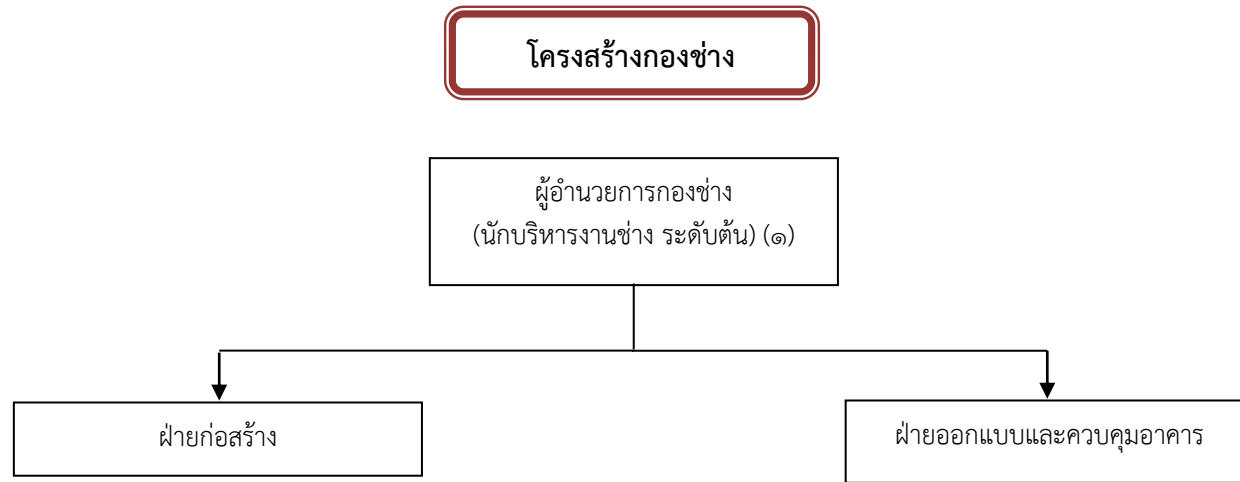 โครงสร้างกองช่าง
ผู้อำนวยการกองช่าง
(นักบริหารงานช่าง ระดับต้น) (๑)
ฝ่ายก่อสร้าง
ฝ่ายออกแบบและควบคุมอาคาร